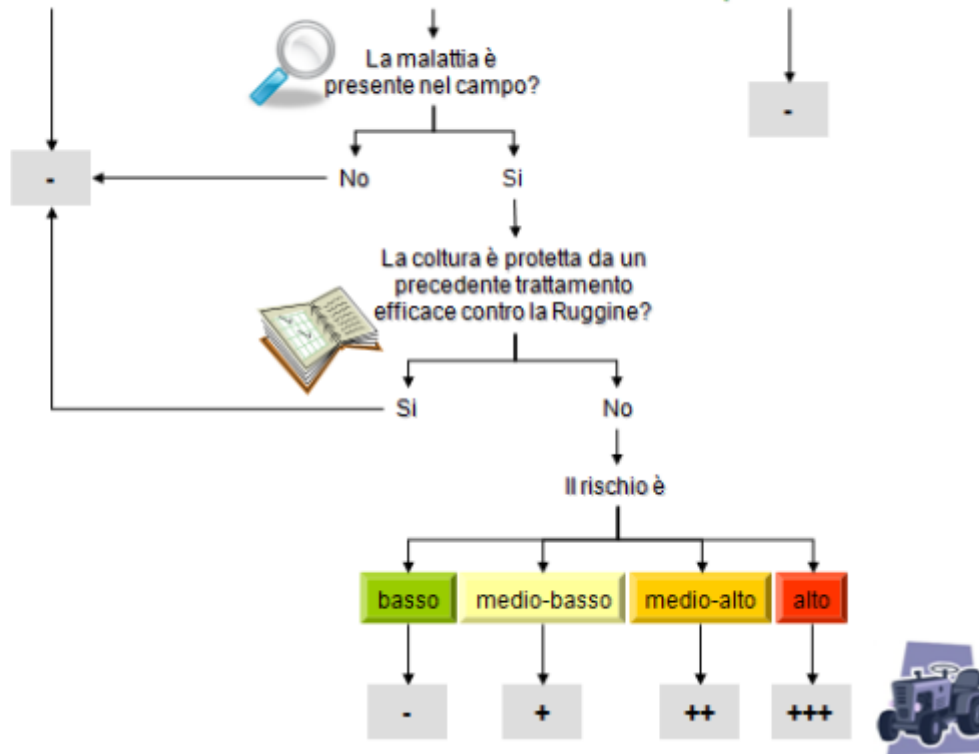 La malattia è
presente nel campo?
-
-
No
Si
La coltura è protetta da un
precedente trattamento
efficace contro la Ruggine?
Si
No
Il rischio è
basso
medio-basso
medio-alto
alto
-
+
++
+++